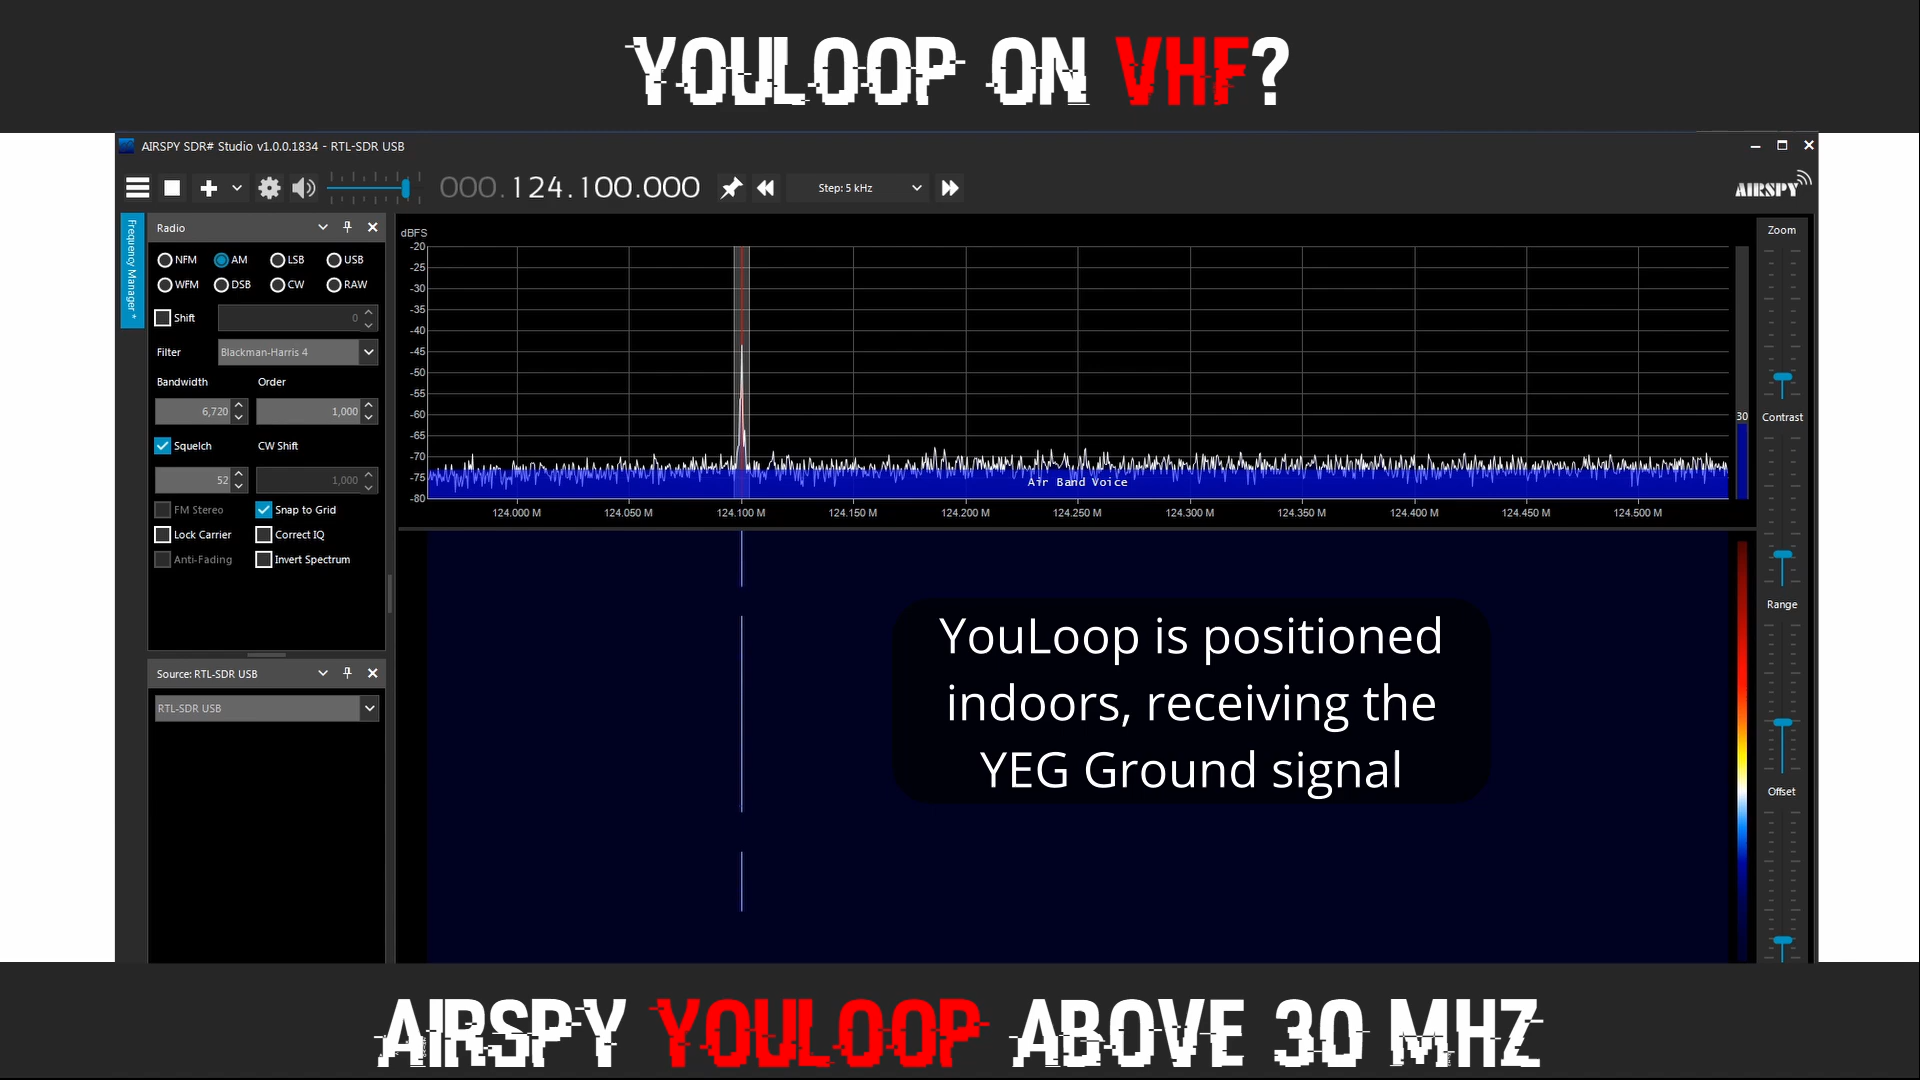 YOULOOP ON VHF?
AIRSPY SDR# Studio v1.0.0.1834 - RTL-SDR USB
000.124.100.000
Step: 5 kHz
AIRSPY
Frequency Manager *
Radio
NFM AM LSB USB
WFM DSB CW RAW
Shift 0
Filter Blackman-Harris 4
Bandwidth Order
6,720 1,000
Squelch CW Shift
52 1,000
FM Stereo Snap to Grid
Lock Carrier Correct IQ
Anti-Fading Invert Spectrum
Source: RTL-SDR USB
RTL-SDR USB
dBFS
-20
-25
-30
-35
-40
-45
-50
-55
-60
-65
-70
-75
-80
Air Band Voice
124.000 M 124.050 M 124.100 M 124.150 M 124.200 M 124.250 M 124.300 M 124.350 M 124.400 M 124.450 M 124.500 M
30
Zoom
Contrast
Range
Offset
YouLoop is positioned
indoors, receiving the
YEG Ground signal
AIRSPY YOULOOP ABOVE 30 MHZ